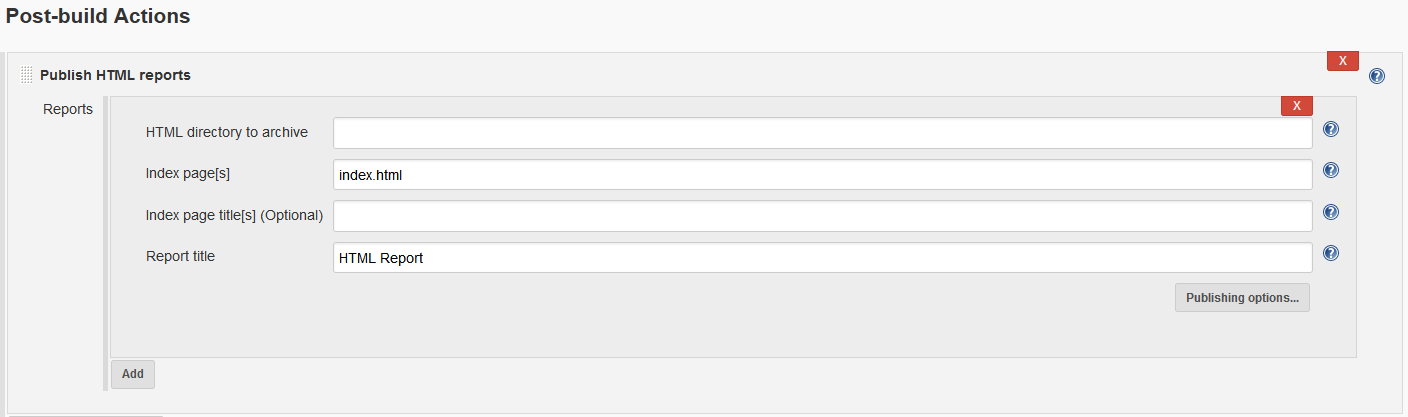 Post-build Actions
X
Publish HTML reports
?
Reports
X
HTML directory to archive
?
Index page[s]
index.html
?
Index page title[s] (Optional)
?
Report title
HTML Report
?
Publishing options...
Add